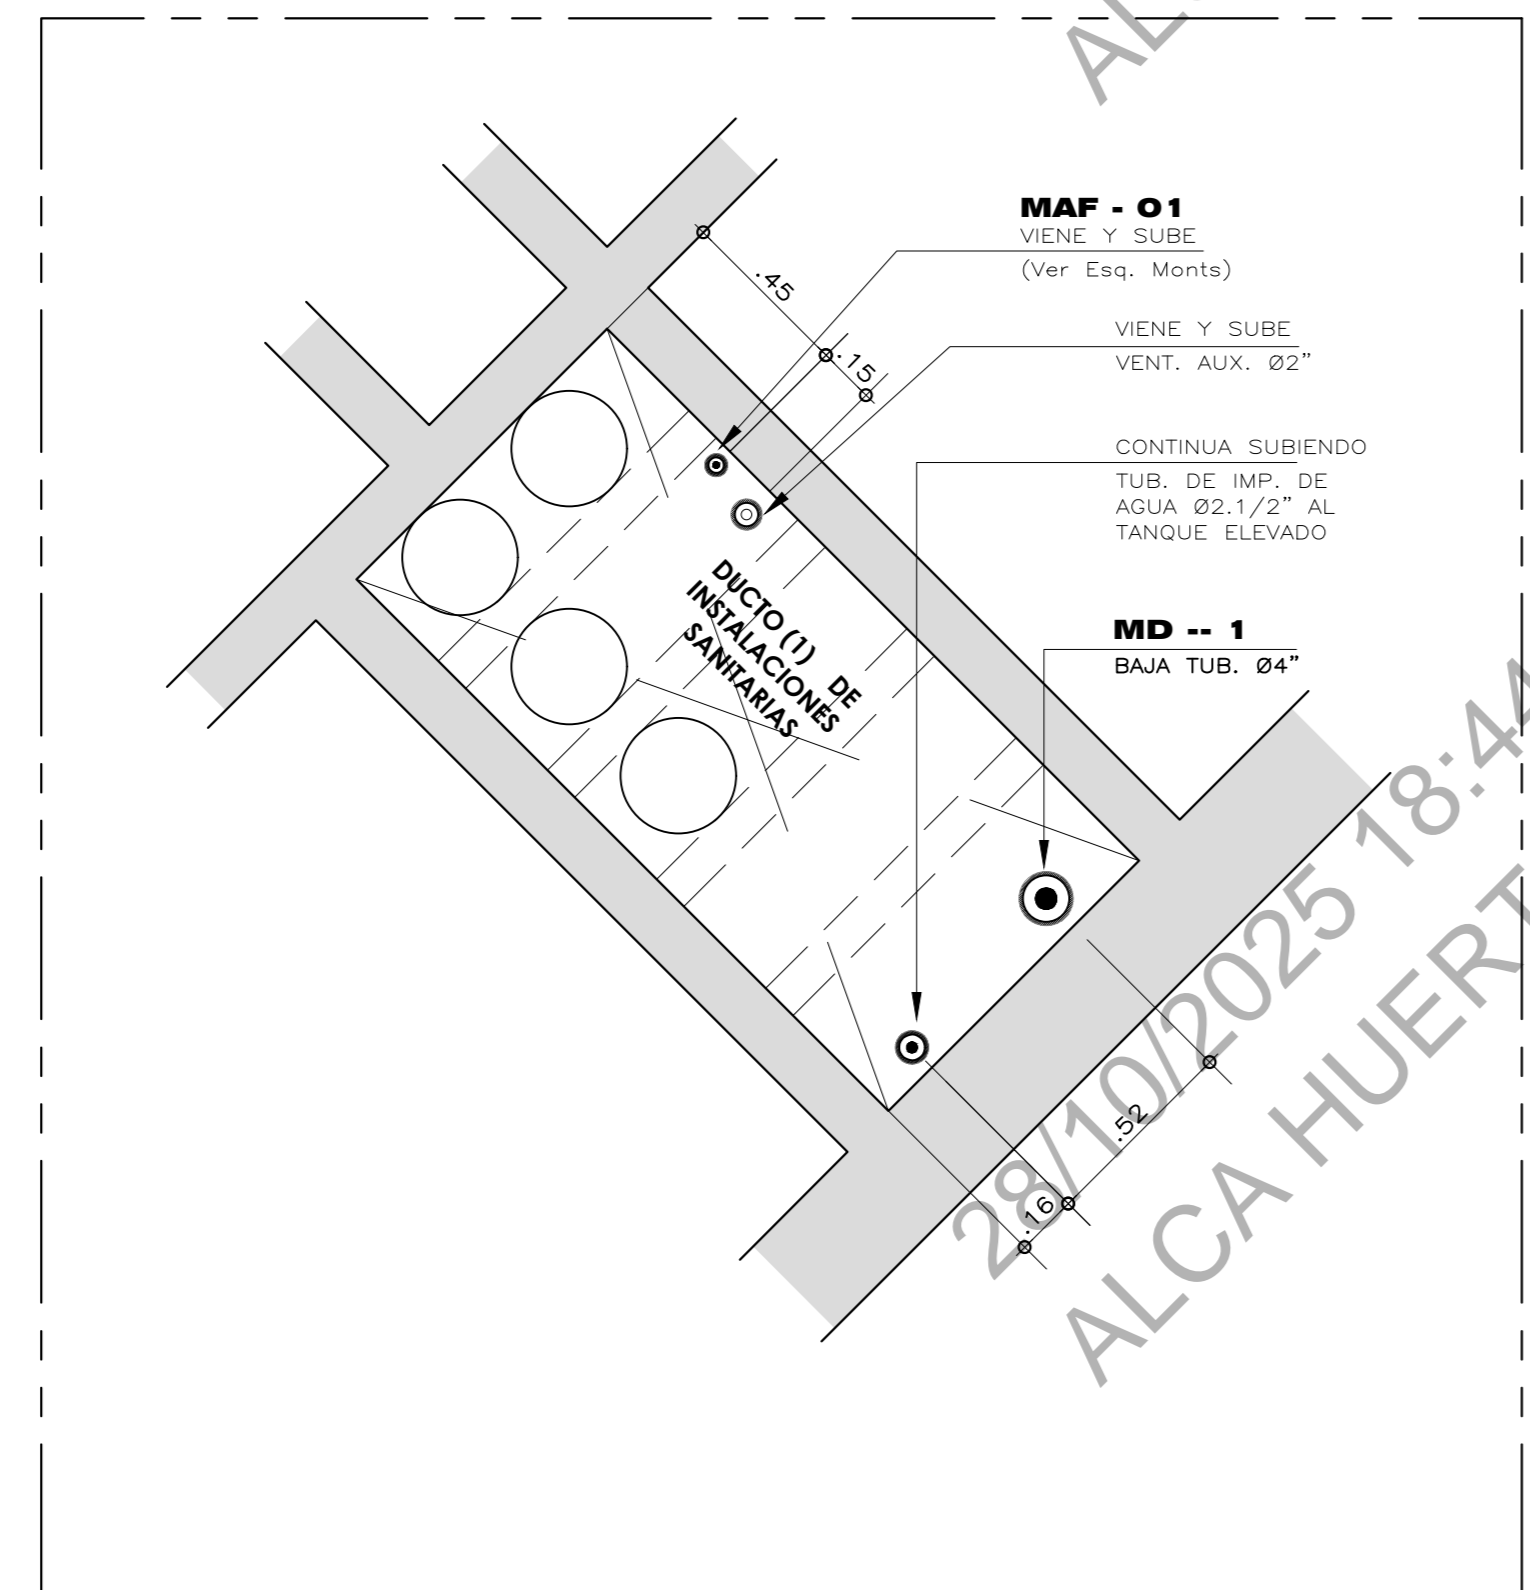 AL
MAF - 01
VIENE Y SUBE
(Ver Esq. Monts)
.45
.15
VIENE Y SUBE
VENT. AUX. Ø2”
CONTINUA SUBIENDO
TUB. DE IMP. DE
AGUA Ø2.1/2” AL
TANQUE ELEVADO
DUCTO (1) DE
INSTALACIONES
SANITARIAS
MD -- 1
BAJA TUB. Ø4”
.52
.16
28/10/2025 18:44
ALCA HUERT